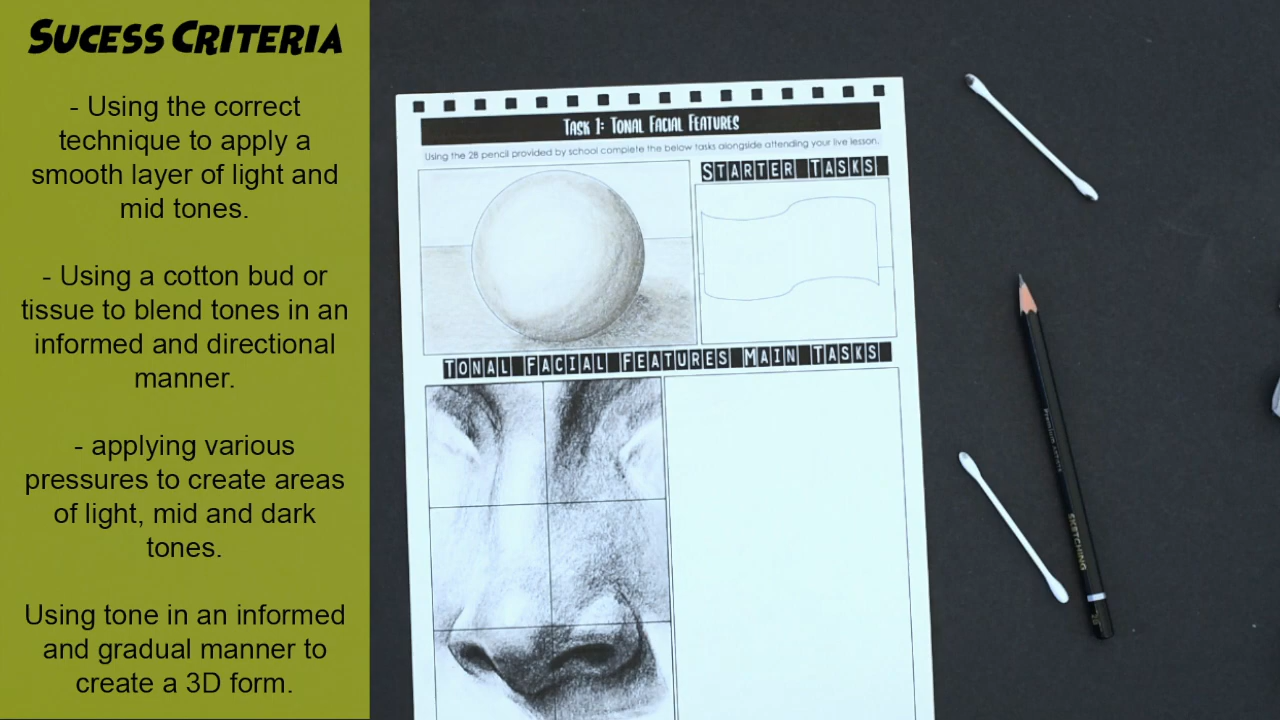 SUCESS CRITERIA
- Using the correct
technique to apply a
smooth layer of light and
mid tones.
- Using a cotton bud or
tissue to blend tones in an
informed and directional
manner.
- applying various
pressures to create areas
of light, mid and dark
tones.
Using tone in an informed
and gradual manner to
create a 3D form.
TASK 1: TONAL FACIAL FEATURES
Using the 2B pencil provided by school complete the below tasks alongside attending your live lesson.
STARTER TASKS
TONAL FACIAL FEATURES MAIN TASKS
SKETCHING